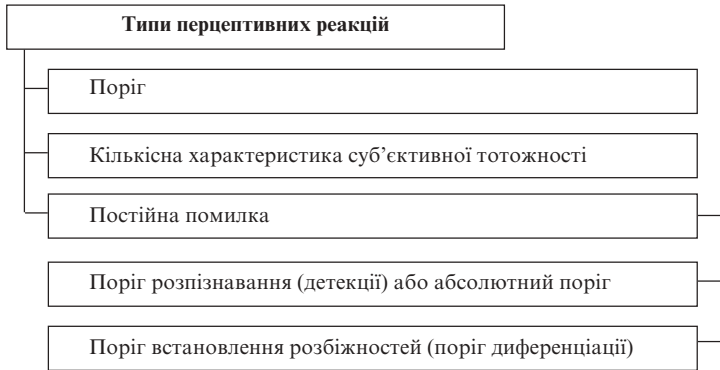 Типи перцептивних реакцій
Поріг
Кількісна характеристика суб’єктивної тотожності
Постійна помилка
Поріг розпізнавання (детекції) або абсолютний поріг
Поріг встановлення розбіжностей (поріг диференціації)